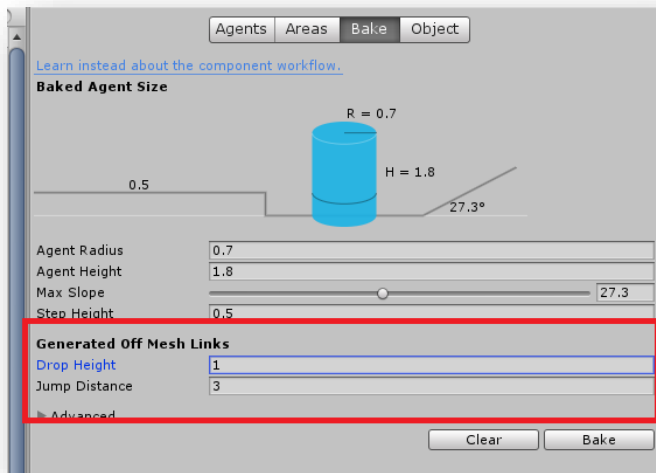 Agents Areas Bake Object
Learn instead about the component workflow.
Baked Agent Size
R = 0.7
0.5
H = 1.8
27.3°
Agent Radius 0.7
Agent Height 1.8
Max Slope 27.3
Step Height 0.5
Generated Off Mesh Links
Drop Height 1
Jump Distance 3
Advanced
Clear Bake